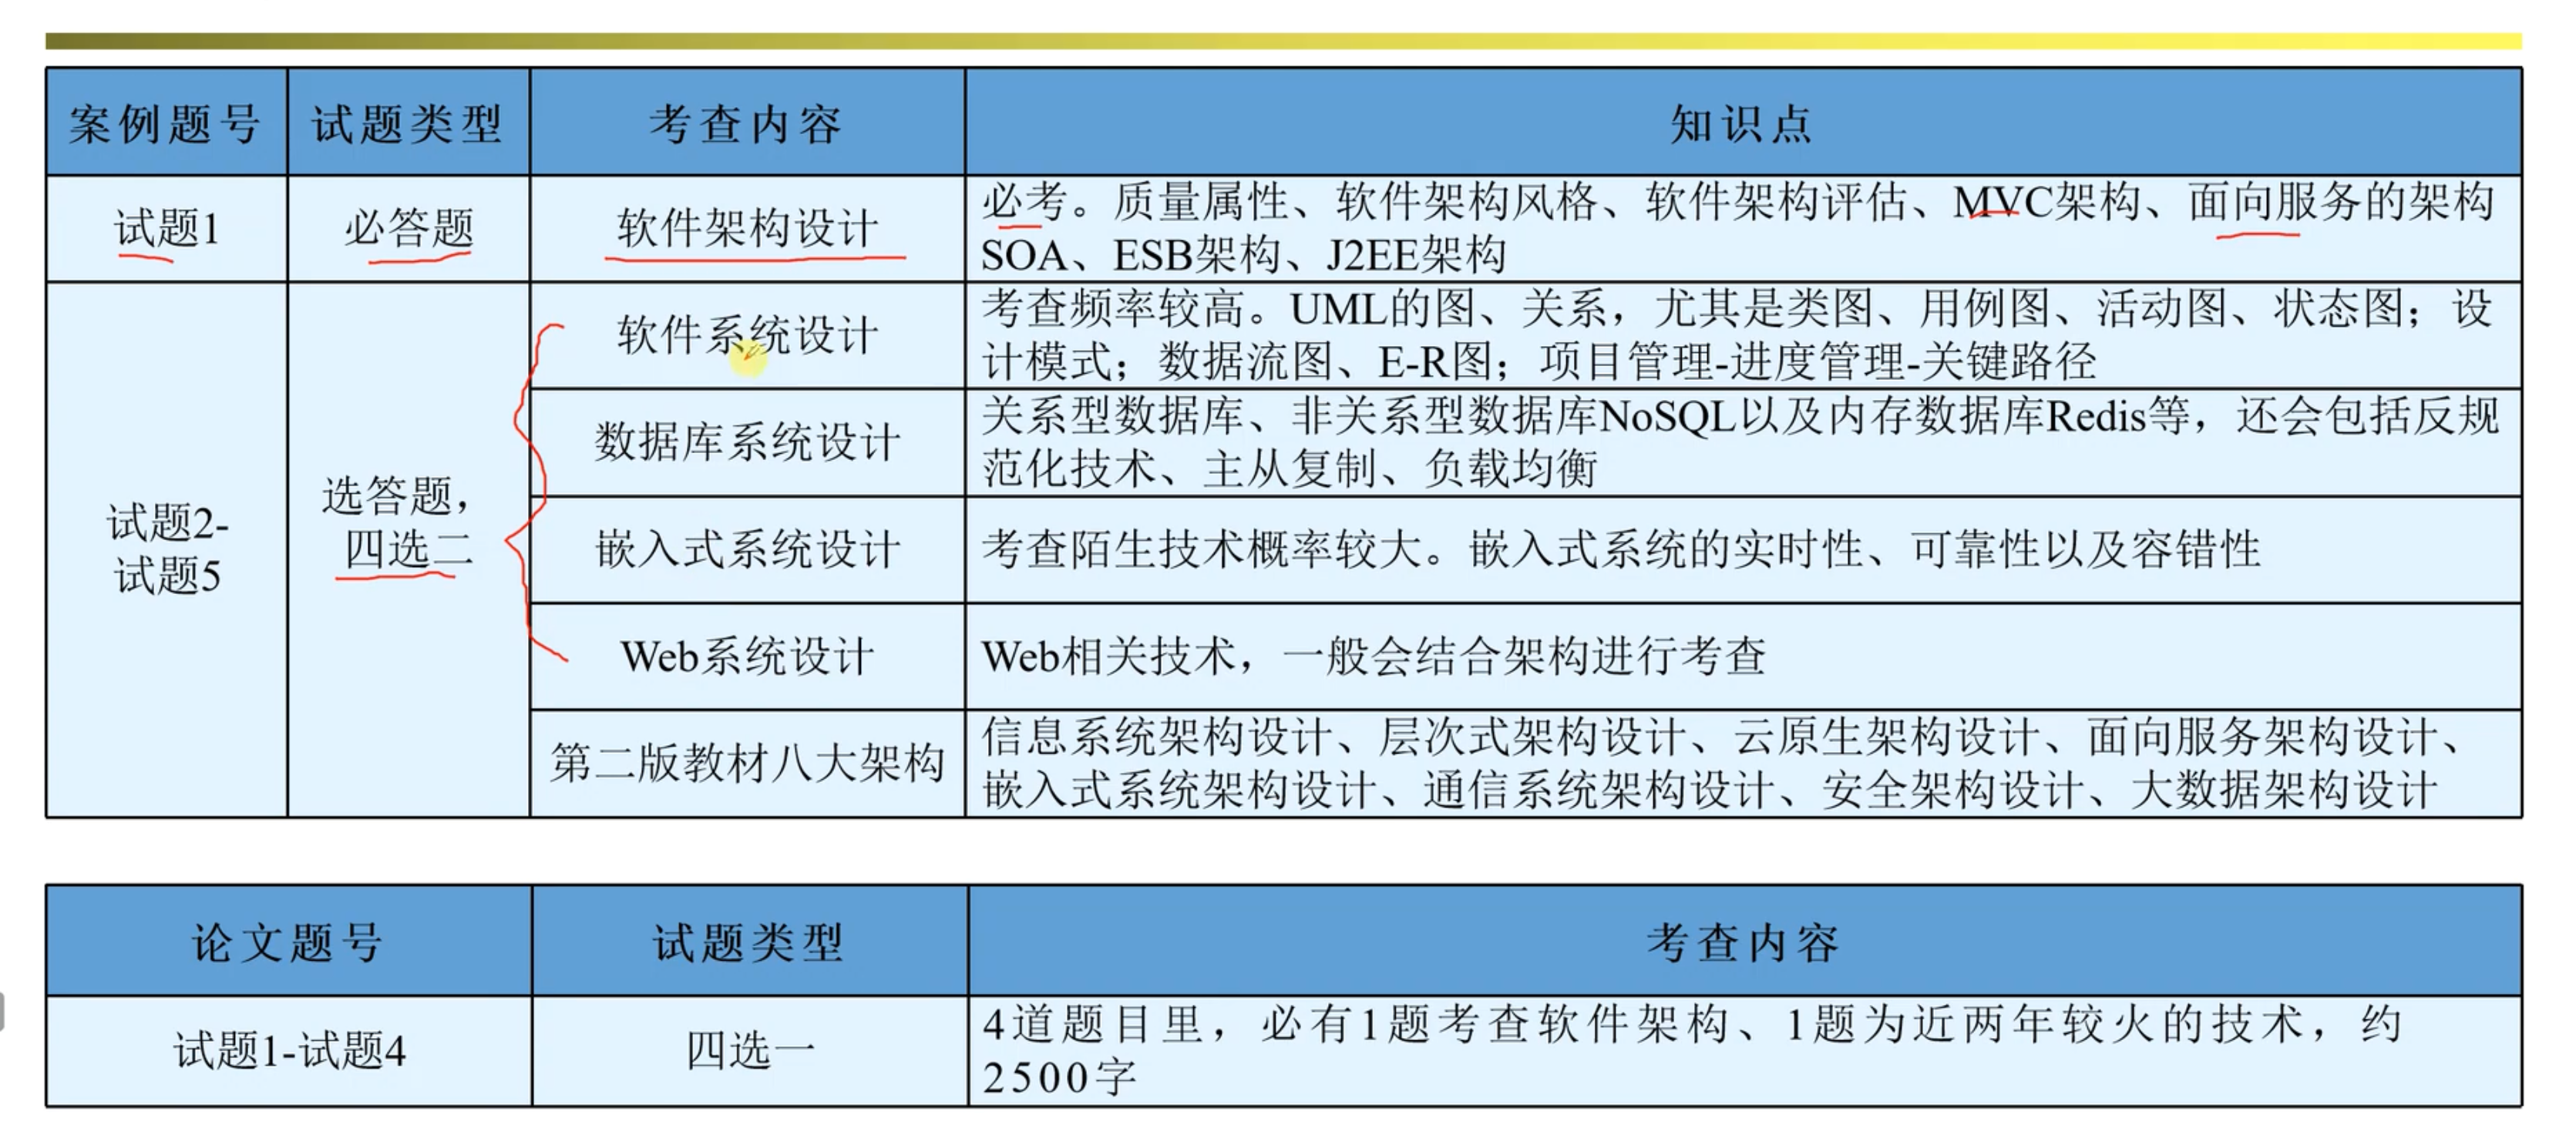 案例题号 试题类型 考查内容 知识点
试题1 必答题 软件架构设计
必考。质量属性、软件架构风格、软件架构评估、MVC架构、面向服务的架构
SOA、ESB架构、J2EE架构
试题2-
试题5
选答题，
四选二
软件系统设计
考查频率较高。UML的图、关系，尤其是类图、用例图、活动图、状态图；设
计模式；数据流图、E-R图；项目管理-进度管理-关键路径
数据库系统设计
关系型数据库、非关系型数据库NoSQL以及内存数据库Redis等，还会包括反规
范化技术、主从复制、负载均衡
嵌入式系统设计
考查陌生技术概率较大。嵌入式系统的实时性、可靠性以及容错性
Web系统设计
Web相关技术，一般会结合架构进行考查
第二版教材八大架构
信息系统架构设计、层次式架构设计、云原生架构设计、面向服务架构设计、
嵌入式系统架构设计、通信系统架构设计、安全架构设计、大数据架构设计
论文题号 试题类型 考查内容
试题1-试题4 四选一
4道题目里，必有1题考查软件架构、1题为近两年较火的技术，约
2500字